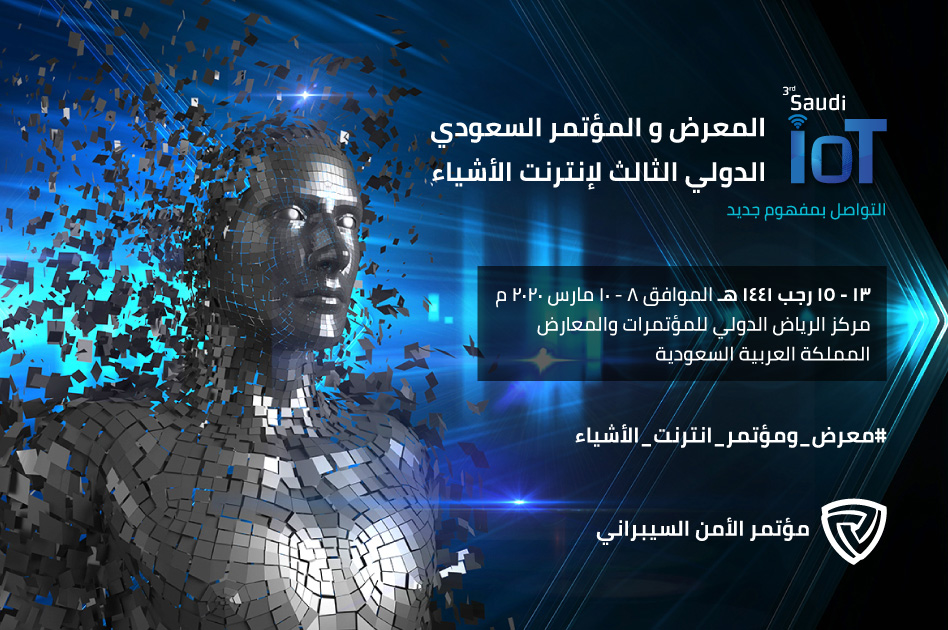 3rd
Saudi
IoT
المعرض و المؤتمر السعودي
الدولي الثالث لإنترنت الأشياء
التواصل بمفهوم جديد
١٣ - ١٥ رجب ١٤٤١ هـ الموافق ٨ - ١٠ مارس ٢٠٢٠ م
مركز الرياض الدولي للمؤتمرات والمعارض
المملكة العربية السعودية
#معرض_ومؤتمر_انترنت_الأشياء
مؤتمر الأمن السيبراني